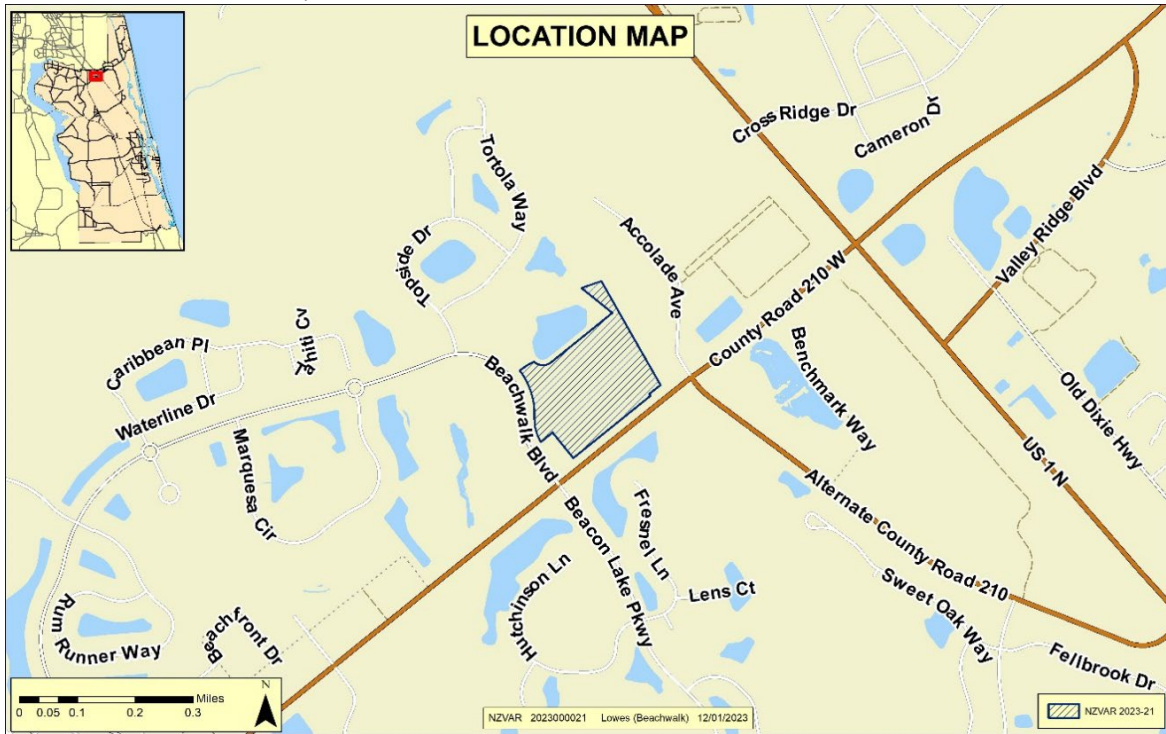 LOCATION MAP
Cross Ridge Dr
Cameron Dr
Tortola Way
Valley Ridge Blvd
Accolade Ave
Topside Dr
County Road 210 W
Benchmark Way
Caribbean Pl
Beachwalk Blvd
Waterline Dr
Old Dixie Hwy
Marquesa Cir
US 1 N
Alternate County Road 210
Fresnel Ln
Beacon Lake Pkwy
Hutchinson Ln
Lens Ct
Sweet Oak Way
Rum Runner Way
Beachfront Dr
Fellbrook Dr
Miles
0 0.05 0.1 0.2 0.3
N
NZVAR 2023000021 Lowes (Beachwalk) 12/01/2023
NZVAR 2023-21